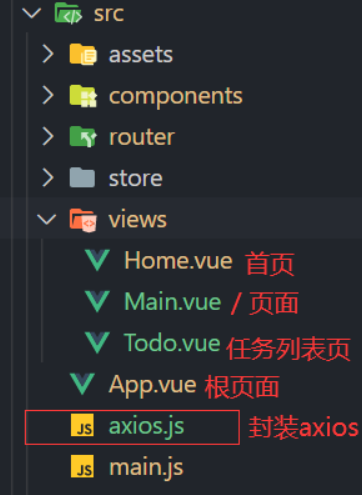 src
assets
components
router
store
views
Home.vue 首页
Main.vue / 页面
Todo.vue 任务列表页
App.vue 根页面
JS axios.js 封装axios
JS main.js